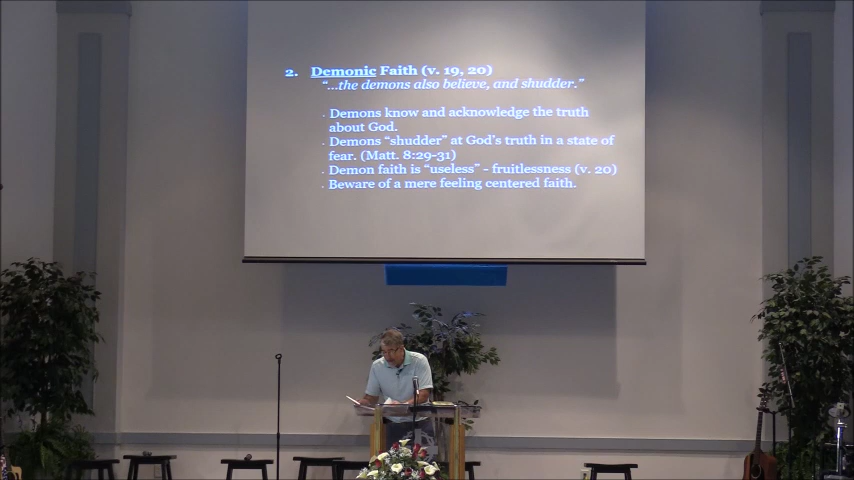 2. Demonic Faith (v. 19, 20)
“...the demons also believe, and shudder.”
. Demons know and acknowledge the truth
about God.
. Demons “shudder” at God’s truth in a state of
fear. (Matt. 8:29-31)
. Demon faith is “useless” - fruitlessness (v. 20)
. Beware of a mere feeling centered faith.